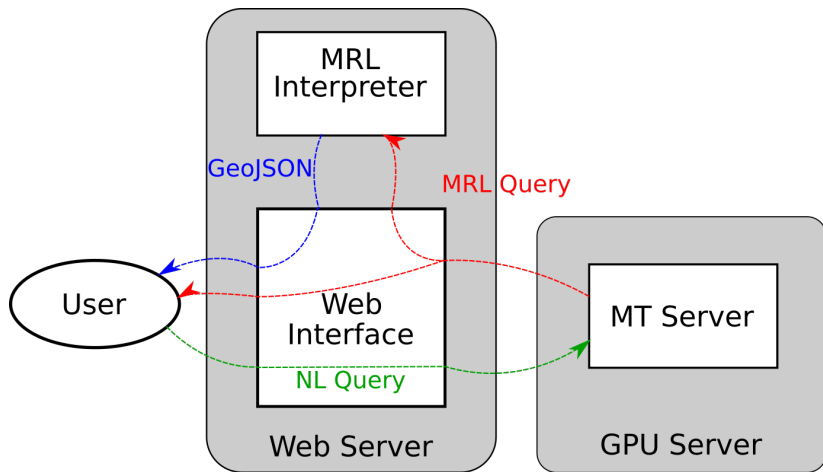 MRL
Interpreter
GeoJSON
MRL Query
User
Web
Interface
MT Server
NL Query
Web Server
GPU Server